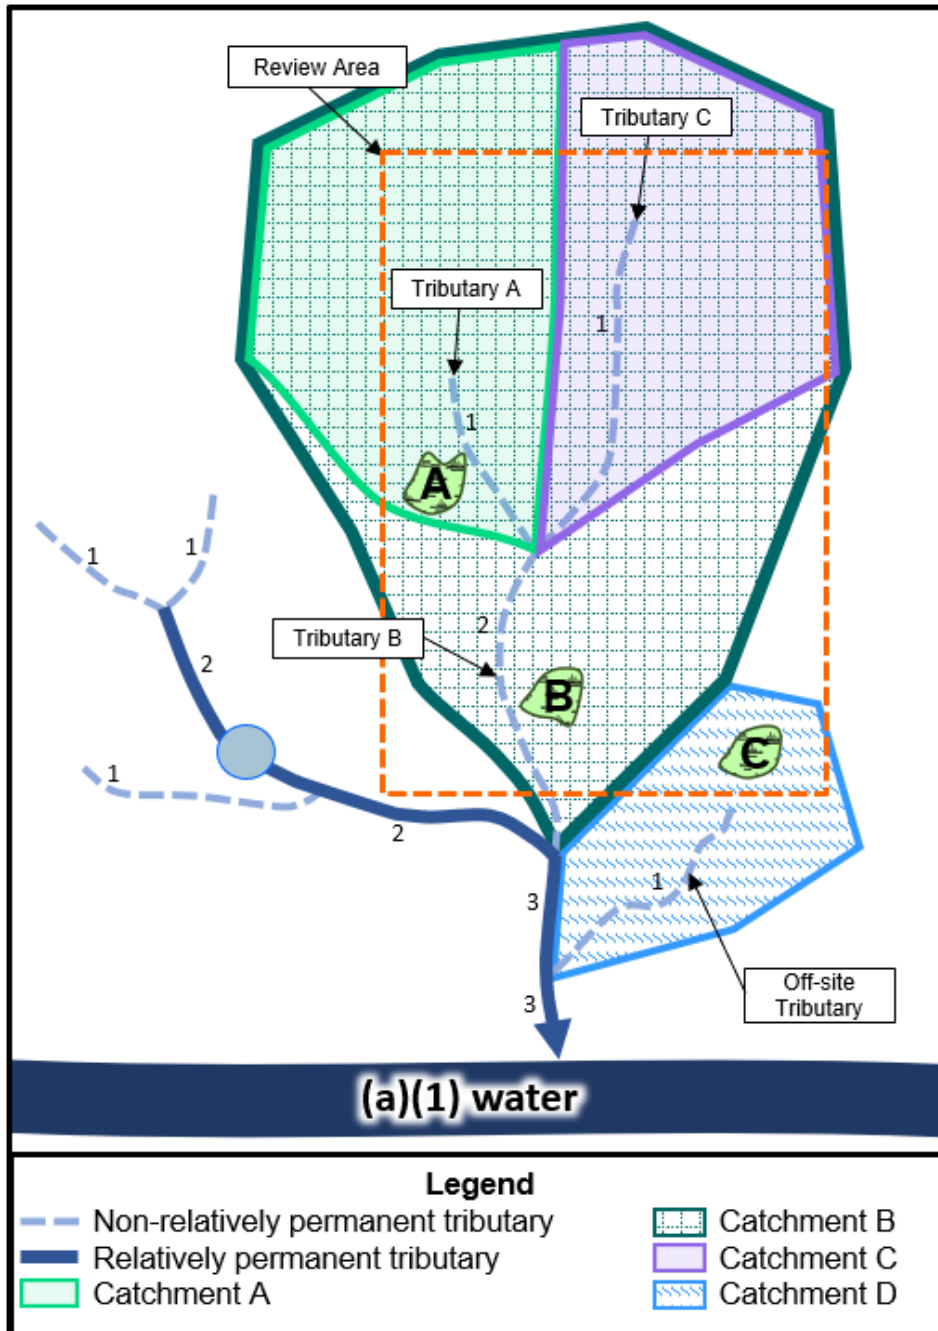 Review Area
Tributary C
Tributary A
1
1
A
1
1
2
Tributary B
2
B
C
1
2
1
3
Off-site
Tributary
3
(a)(1) water
Legend
Non-relatively permanent tributary
Relatively permanent tributary
Catchment A
Catchment B
Catchment C
Catchment D